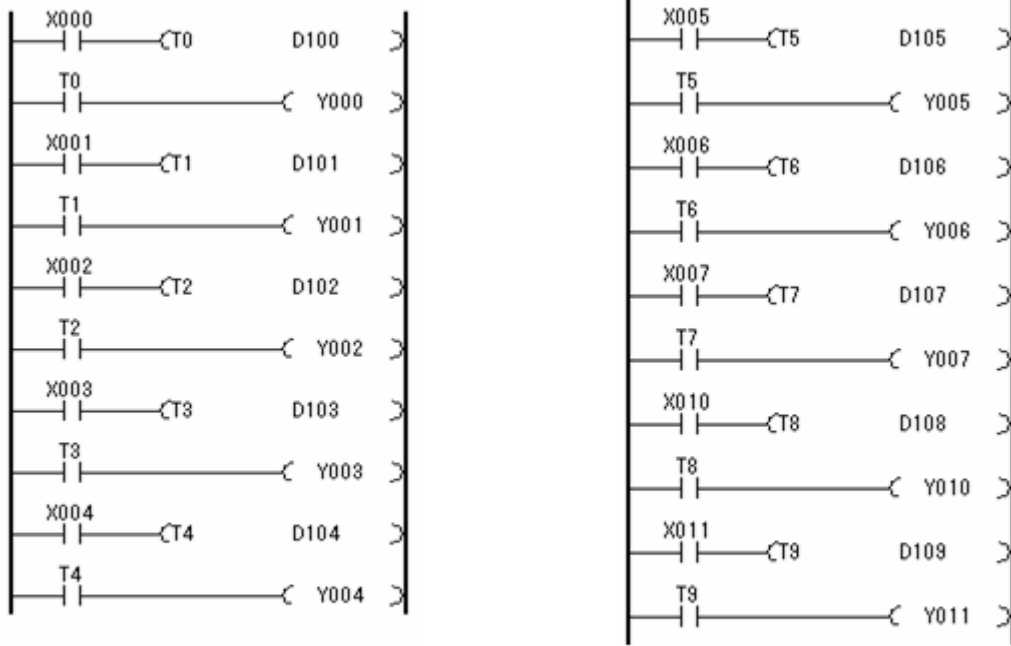 X000
T0 D100
T0
Y000
X001
T1 D101
T1
Y001
X002
T2 D102
T2
Y002
X003
T3 D103
T3
Y003
X004
T4 D104
T4
Y004
X005
T5 D105
T5
Y005
X006
T6 D106
T6
Y006
X007
T7 D107
T7
Y007
X010
T8 D108
T8
Y010
X011
T9 D109
T9
Y011